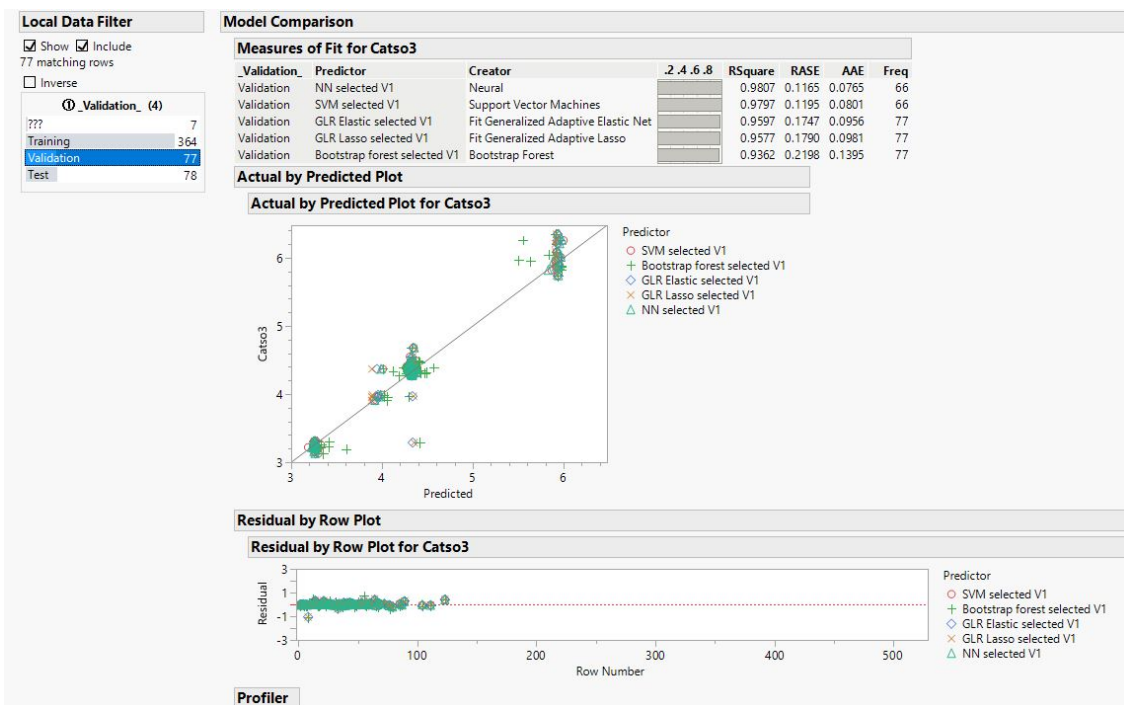 Local Data Filter
Show Include
77 matching rows
Inverse
_Validation_ (4)
??? 7
Training 364
Validation 77
Test 78
Model Comparison
Measures of Fit for Catso3
_Validation_ Predictor Creator .2 .4 .6 .8 RSquare RASE AAE Freq
Validation NN selected V1 Neural 0.9807 0.1165 0.0765 66
Validation SVM selected V1 Support Vector Machines 0.9797 0.1195 0.0801 66
Validation GLR Elastic selected V1 Fit Generalized Adaptive Elastic Net 0.9597 0.1747 0.0956 77
Validation GLR Lasso selected V1 Fit Generalized Adaptive Lasso 0.9577 0.1790 0.0981 77
Validation Bootstrap forest selected V1 Bootstrap Forest 0.9362 0.2198 0.1395 77
Actual by Predicted Plot
Actual by Predicted Plot for Catso3
Catso3
6
5
4
3
3 4 5 6
Predicted
Predictor
SVM selected V1
Bootstrap forest selected V1
GLR Elastic selected V1
GLR Lasso selected V1
NN selected V1
Residual by Row Plot
Residual by Row Plot for Catso3
Residual
3
1
-1
-3
0 100 200 300 400 500
Row Number
Predictor
SVM selected V1
Bootstrap forest selected V1
GLR Elastic selected V1
GLR Lasso selected V1
NN selected V1
Profiler